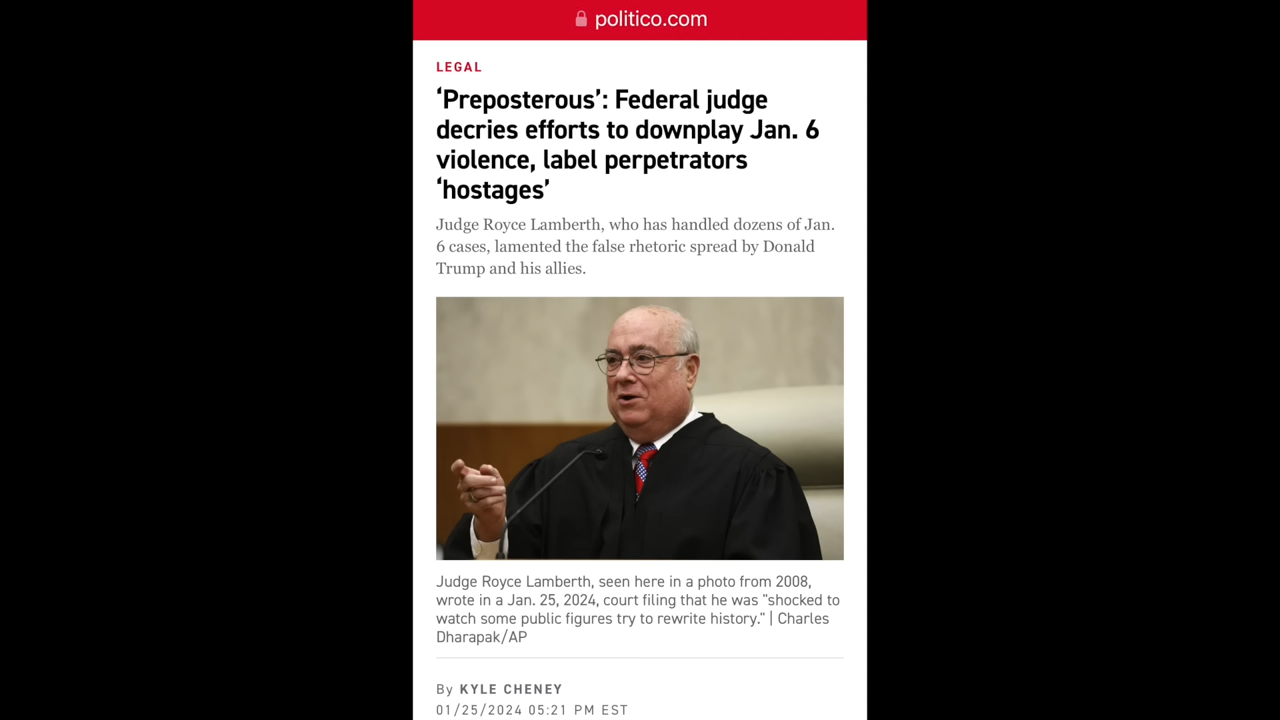 politico.com
LEGAL
‘Preposterous’: Federal judge
decries efforts to downplay Jan. 6
violence, label perpetrators
‘hostages’
Judge Royce Lamberth, who has handled dozens of Jan.
6 cases, lamented the false rhetoric spread by Donald
Trump and his allies.
Judge Royce Lamberth, seen here in a photo from 2008,
wrote in a Jan. 25, 2024, court filing that he was "shocked to
watch some public figures try to rewrite history." | Charles
Dharapak/AP
By KYLE CHENEY
01/25/2024 05:21 PM EST